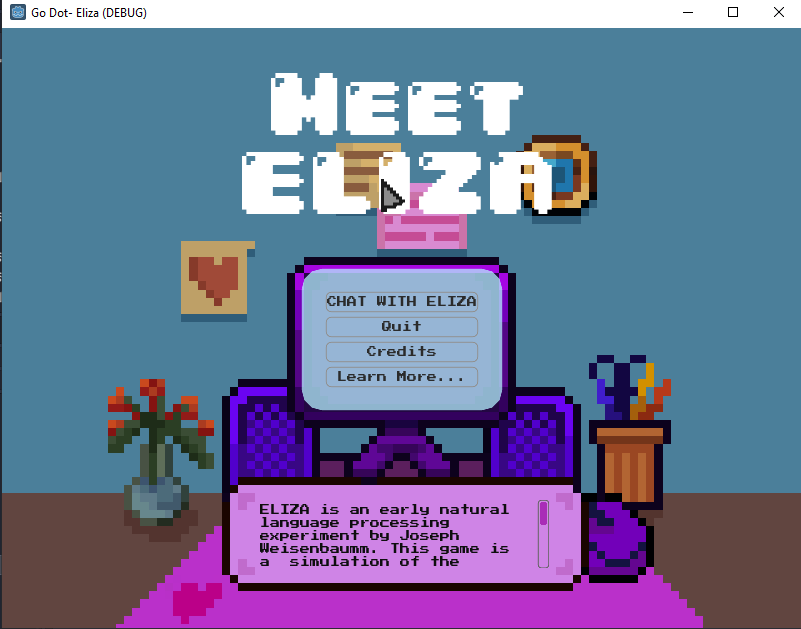 Go Dot- Eliza (DEBUG)
MEET
ELIZA
CHAT WITH ELIZA
Quit
Credits
Learn More...
ELIZA is an early natural
language processing
experiment by Joseph
Weisenbaumm. This game is
a  simulation of the